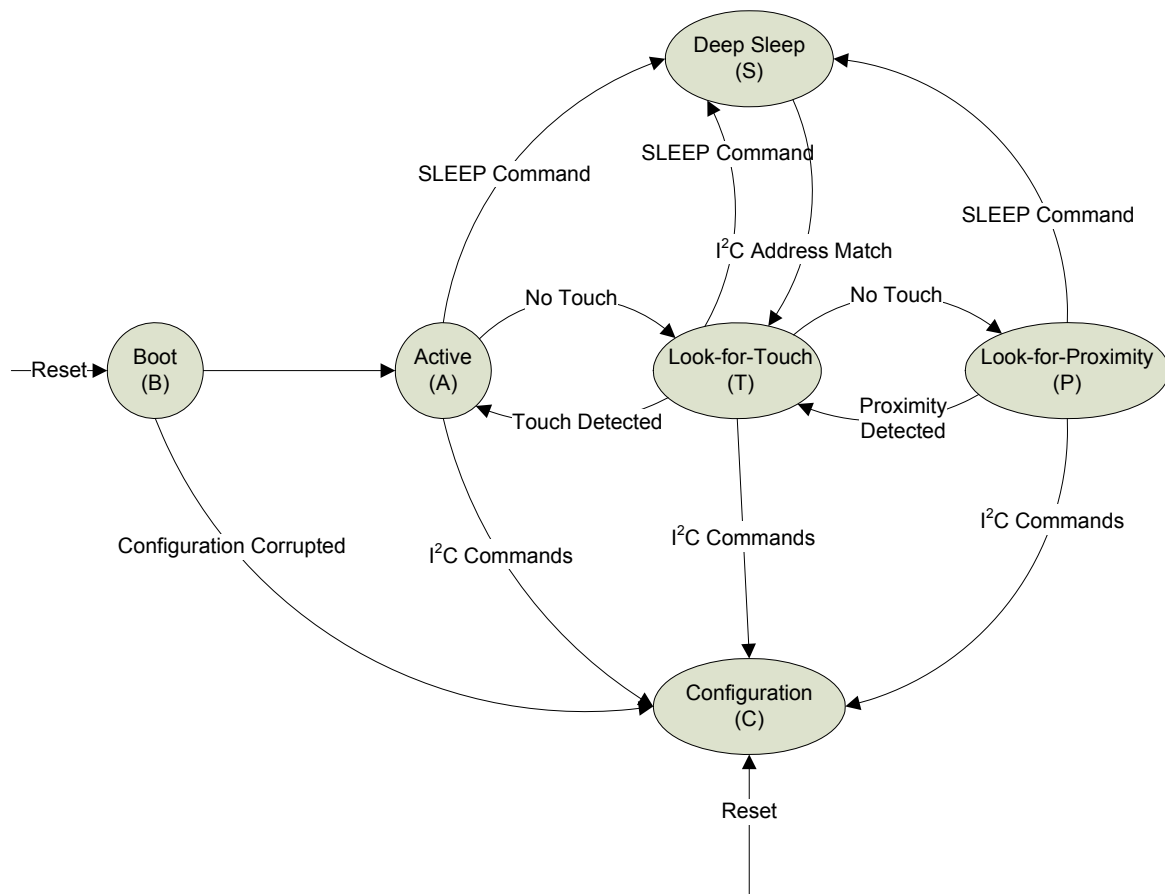 Deep Sleep
(S)
SLEEP Command
SLEEP Command
SLEEP Command
I²C Address Match
No Touch
No Touch
Reset
Boot
(B)
Active
(A)
Look-for-Touch
(T)
Look-for-Proximity
(P)
Touch Detected
Proximity
Detected
Configuration Corrupted
I²C Commands
I²C Commands
I²C Commands
Configuration
(C)
Reset